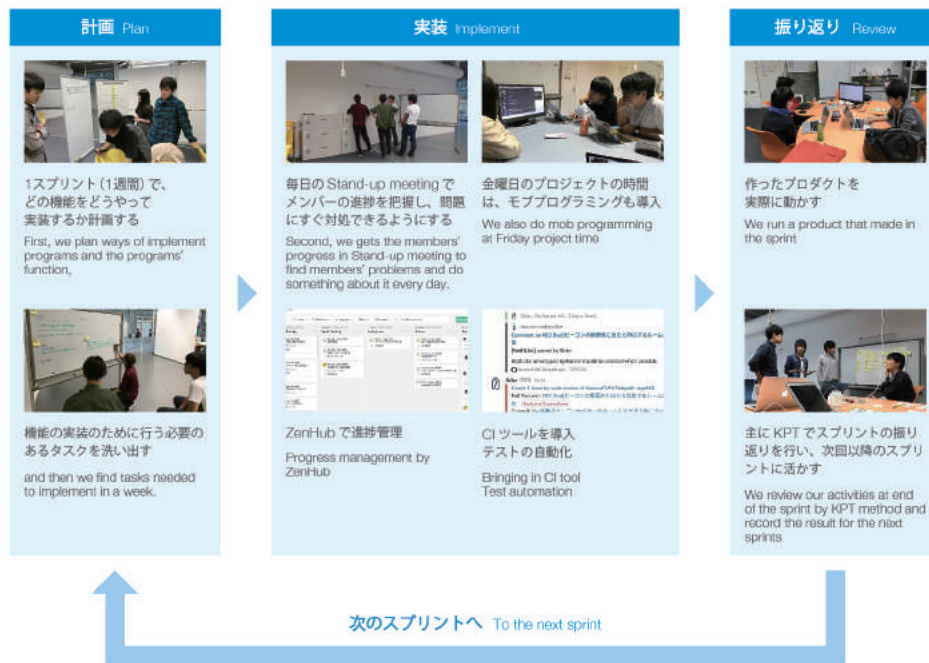 計画 Plan
1スプリント(1週間)で、
どの機能をどうやって
実装するか計画する
First, we plan ways of implement
programs and the programs'
function,
機能の実装のために行う必要の
あるタスクを洗い出す
and then we find tasks needed
to implement in a week.
実装 Implement
毎日の Stand-up meeting で
メンバーの進捗を把握し、問題
にすぐ対処できるようにする
Second, we gets the members'
progress in Stand-up meeting to
find members' problems and do
something about it every day.
金曜日のプロジェクトの時間
は、モブプログラミングも導入
We also do mob programming
at Friday project time
ZenHub で進捗管理
Progress management by
ZenHub
CI ツールを導入
テストの自動化
Bringing in CI tool
Test automation
振り返り Review
作ったプロダクトを
実際に動かす
We run a product that made in
the sprint
主に KPT でスプリントの振り
返りを行い、次回以降のスプリ
ントに活かす
We review our activities at end
of the sprint by KPT method and
record the result for the next
sprints
次のスプリントへ To the next sprint